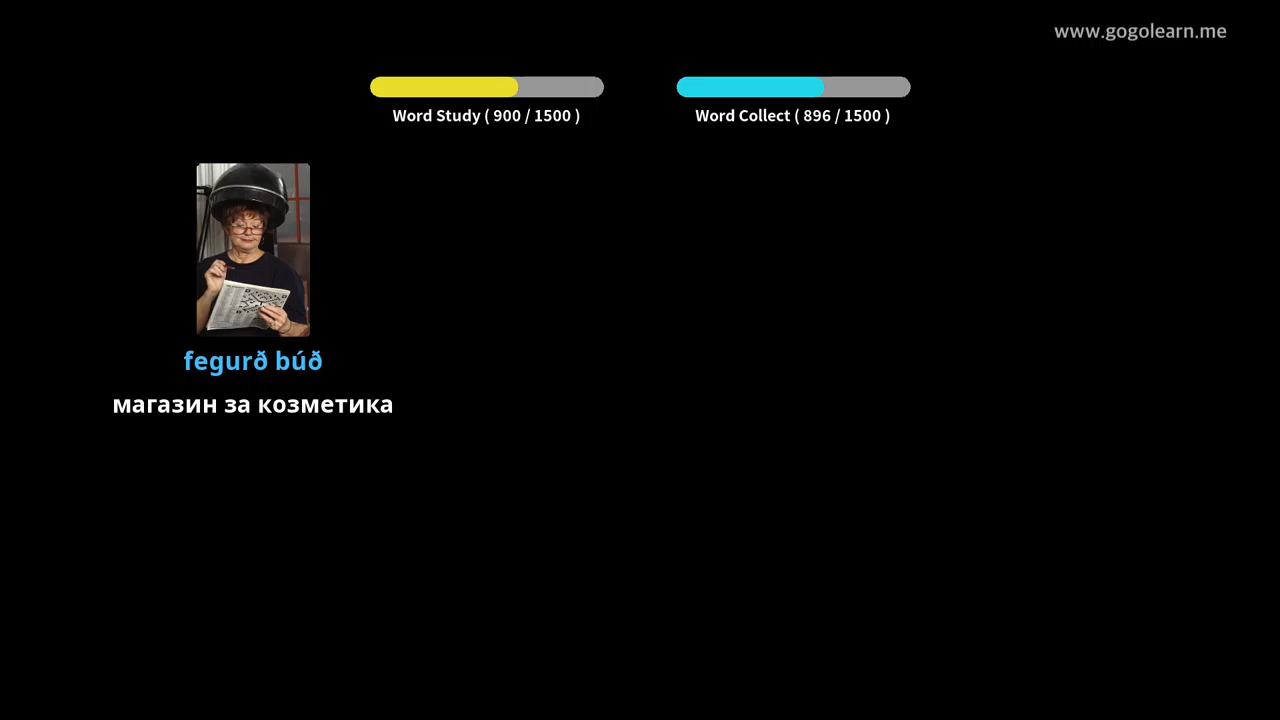 www.gogolearn.me
Word Study ( 900 / 1500 )
Word Collect ( 896 / 1500 )
fegurð búð
магазин за козметика